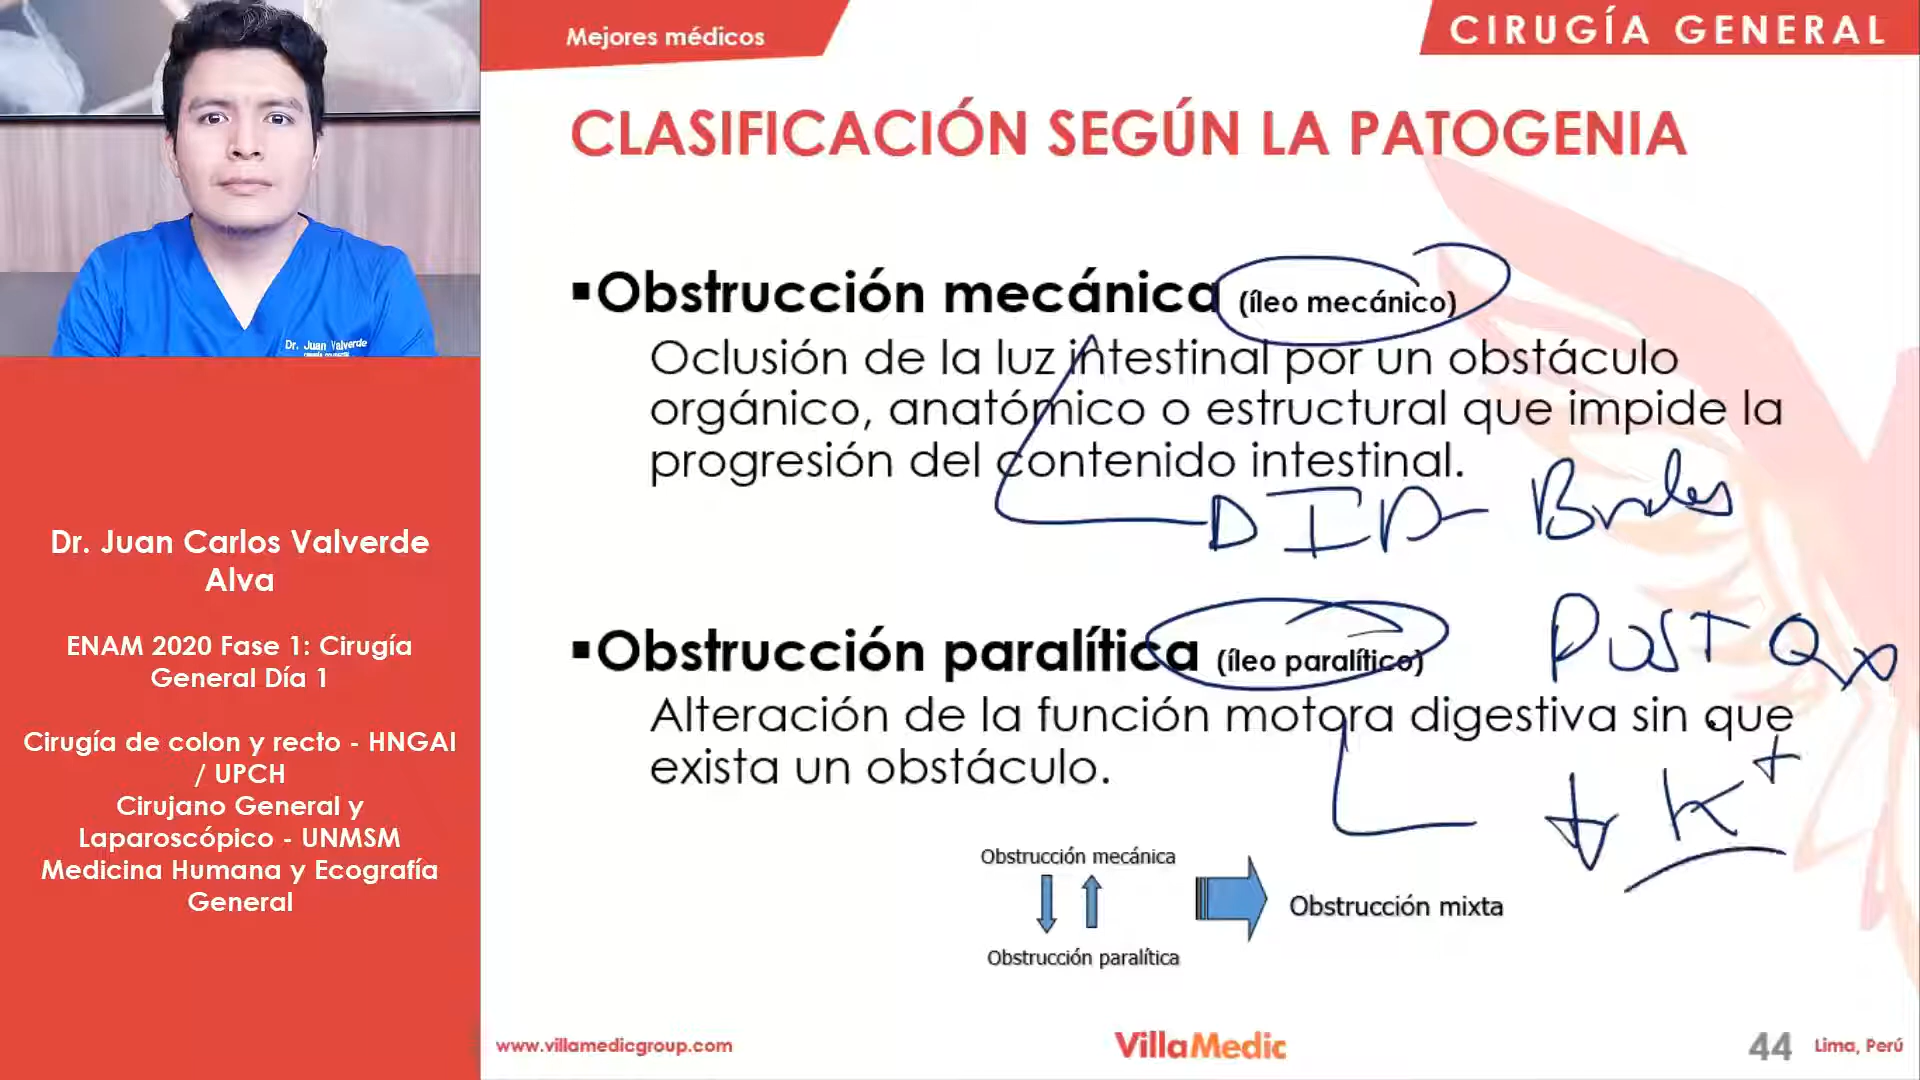 Mejores médicos
CIRUGÍA GENERAL
CLASIFICACIÓN SEGÚN LA PATOGENIA
▪Obstrucción mecánica (íleo mecánico)
Oclusión de la luz intestinal por un obstáculo
orgánico, anatómico o estructural que impide la
progresión del contenido intestinal.
Bridas
▪Obstrucción paralítica (íleo paralítico)
POST Qx
Alteración de la función motora digestiva sin que
exista un obstáculo.
↓ K+
Obstrucción mecánica
Obstrucción mixta
Obstrucción paralítica
www.villamedicgroup.com
VillaMedic
44 Lima, Perú
Dr. Juan Valverde
Dr. Juan Carlos Valverde
Alva
ENAM 2020 Fase 1: Cirugía
General Día 1
Cirugía de colon y recto - HNGAI
/ UPCH
Cirujano General y
Laparoscópico - UNMSM
Medicina Humana y Ecografía
General